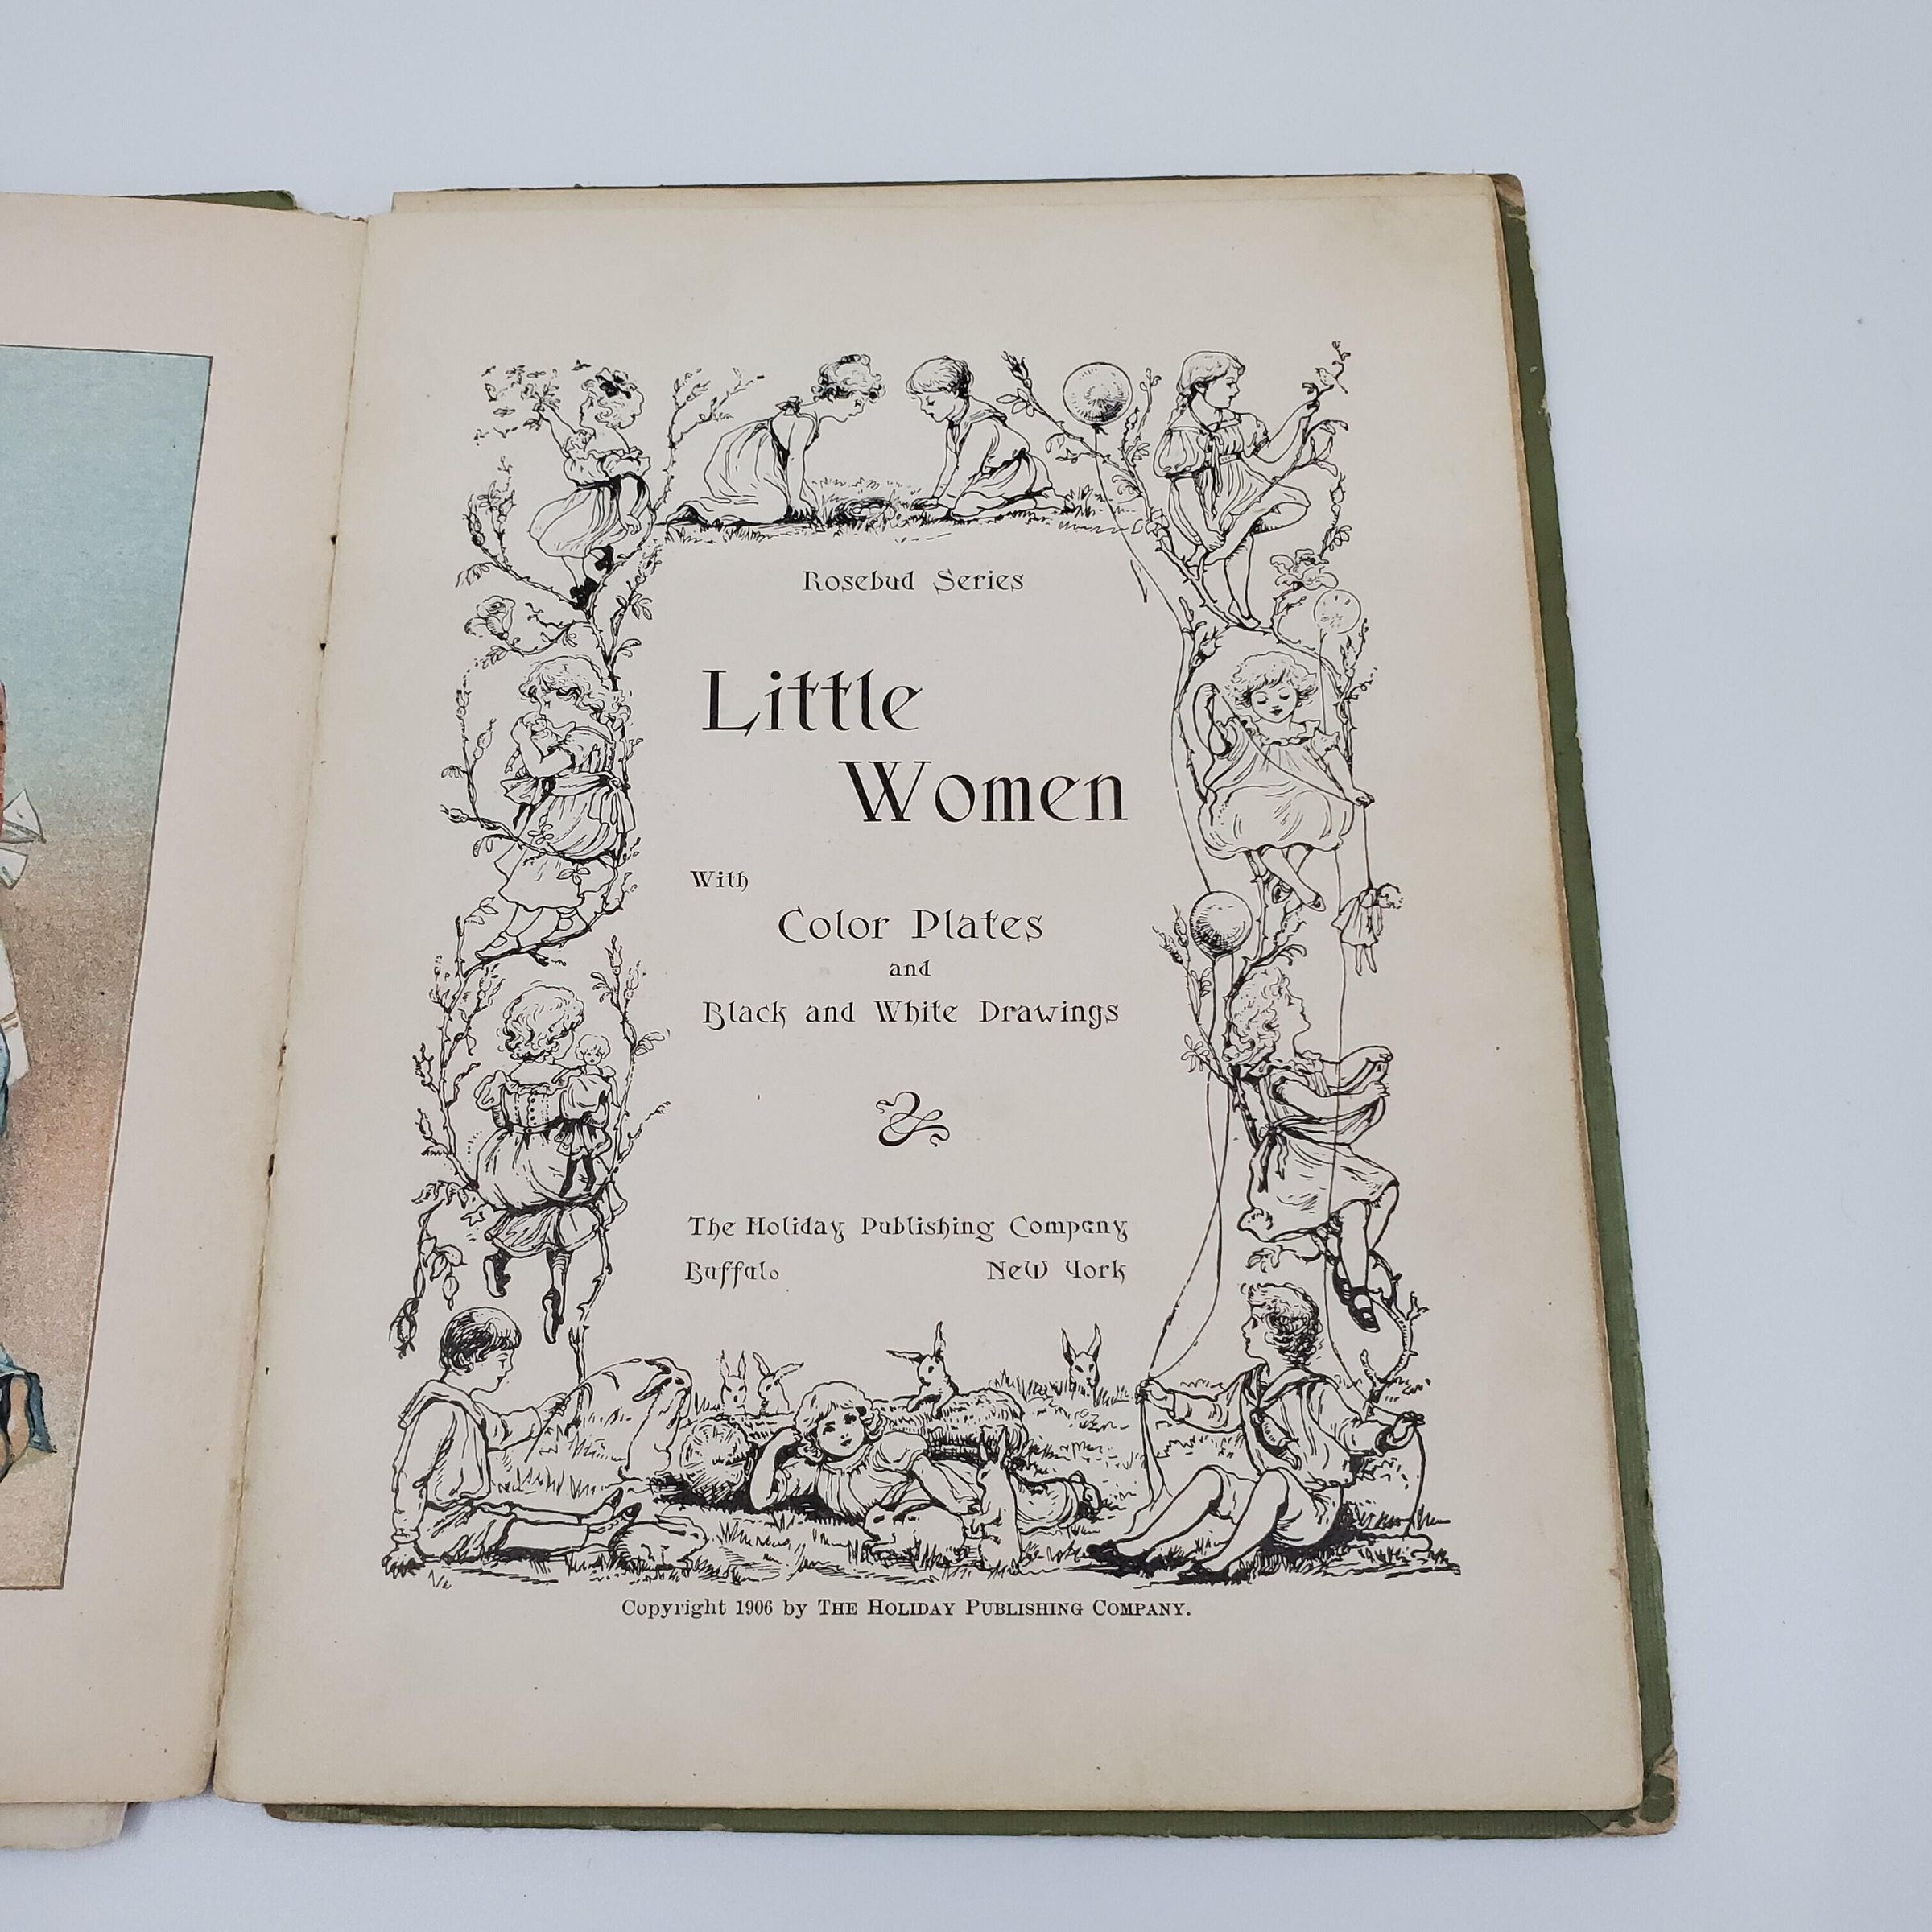 Rosebud Series
Little
Women
With
Color Plates
and
Black and White Drawings
The Holiday Publishing Company
Buffalo New York
Copyright 1906 by THE HOLIDAY PUBLISHING COMPANY.